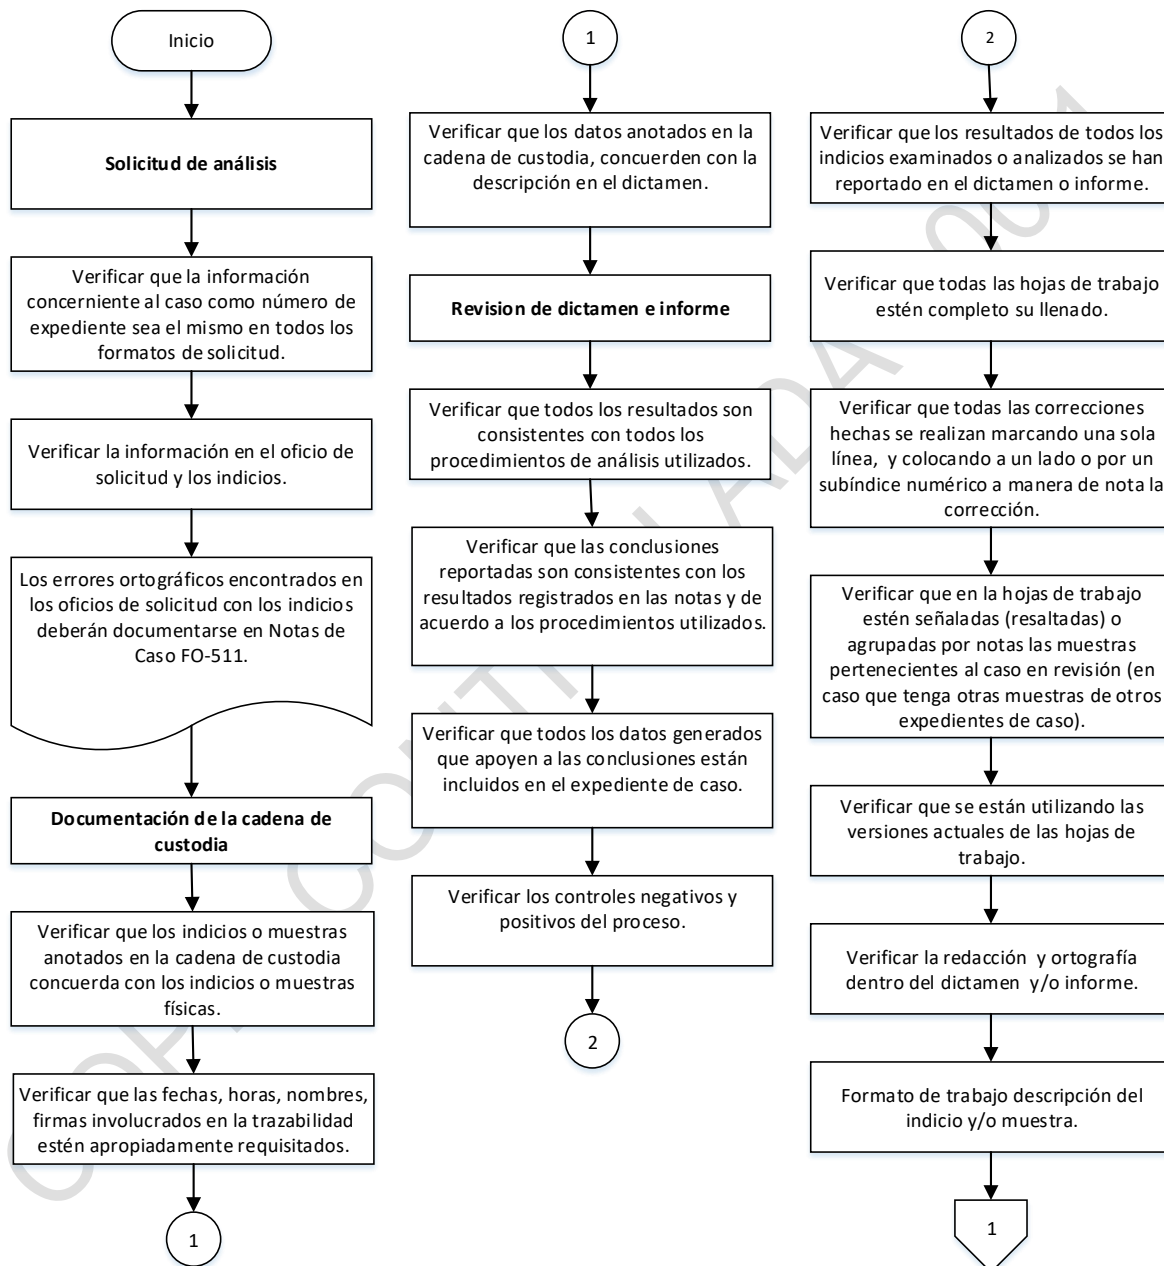 Inicio
Solicitud de análisis
Verificar que la información
concerniente al caso como número de
expediente sea el mismo en todos los
formatos de solicitud.
Verificar la información en el oficio de
solicitud y los indicios.
Los errores ortográficos encontrados en
los oficios de solicitud con los indicios
deberán documentarse en Notas de
Caso FO-511.
Documentación de la cadena de
custodia
Verificar que los indicios o muestras
anotados en la cadena de custodia
concuerda con los indicios o muestras
físicas.
Verificar que las fechas, horas, nombres,
firmas involucrados en la trazabilidad
estén apropiadamente requisitados.
1
1
Verificar que los datos anotados en la
cadena de custodia, concuerden con la
descripción en el dictamen.
Revision de dictamen e informe
Verificar que todos los resultados son
consistentes con todos los
procedimientos de análisis utilizados.
Verificar que las conclusiones
reportadas son consistentes con los
resultados registrados en las notas y de
acuerdo a los procedimientos utilizados.
Verificar que todos los datos generados
que apoyen a las conclusiones están
incluidos en el expediente de caso.
Verificar los controles negativos y
positivos del proceso.
2
2
Verificar que los resultados de todos los
indicios examinados o analizados se han
reportado en el dictamen o informe.
Verificar que todas las hojas de trabajo
estén completo su llenado.
Verificar que todas las correcciones
hechas se realizan marcando una sola
línea, y colocando a un lado o por un
subíndice numérico a manera de nota la
corrección.
Verificar que en la hojas de trabajo
estén señaladas (resaltadas) o
agrupadas por notas las muestras
pertenecientes al caso en revisión (en
caso que tenga otras muestras de otros
expedientes de caso).
Verificar que se están utilizando las
versiones actuales de las hojas de
trabajo.
Verificar la redacción y ortografía
dentro del dictamen y/o informe.
Formato de trabajo descripción del
indicio y/o muestra.
1